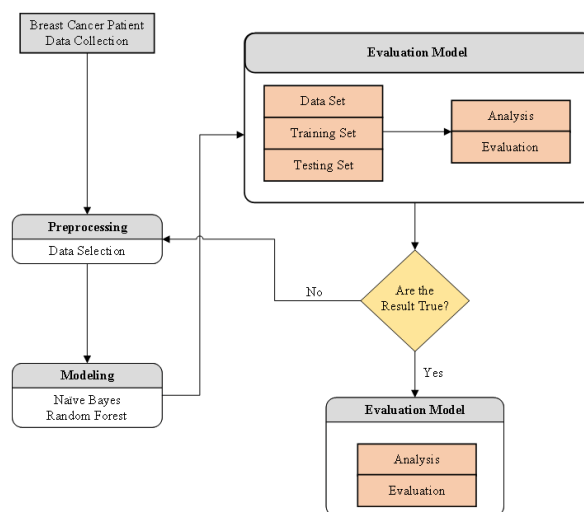 Breast Cancer Patient
Data Collection
Preprocessing
Data Selection
Modeling
Naïve Bayes
Random Forest
Evaluation Model
Data Set
Training Set
Testing Set
Analysis
Evaluation
Are the
Result True?
No
Yes
Evaluation Model
Analysis
Evaluation